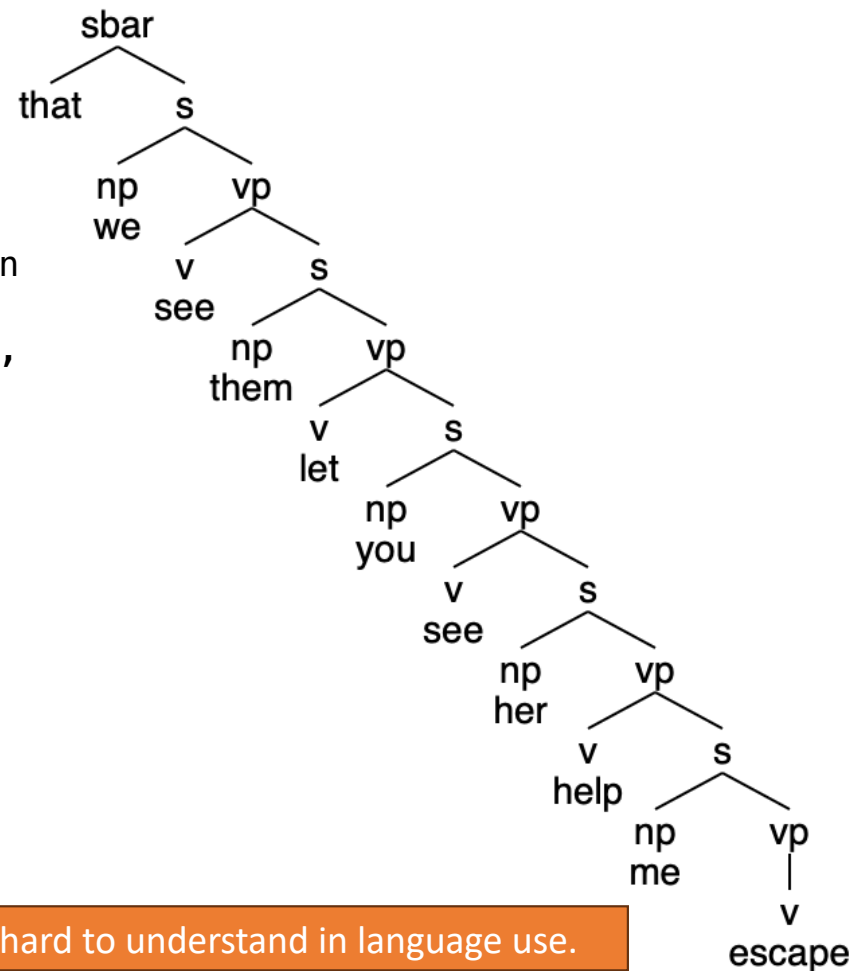 sbar
that s
np vp
we
n
v s
see
,
np vp
them
v s
let
np vp
you
v s
see
np vp
her
v s
help
np vp
me
v
hard to understand in language use.
escape